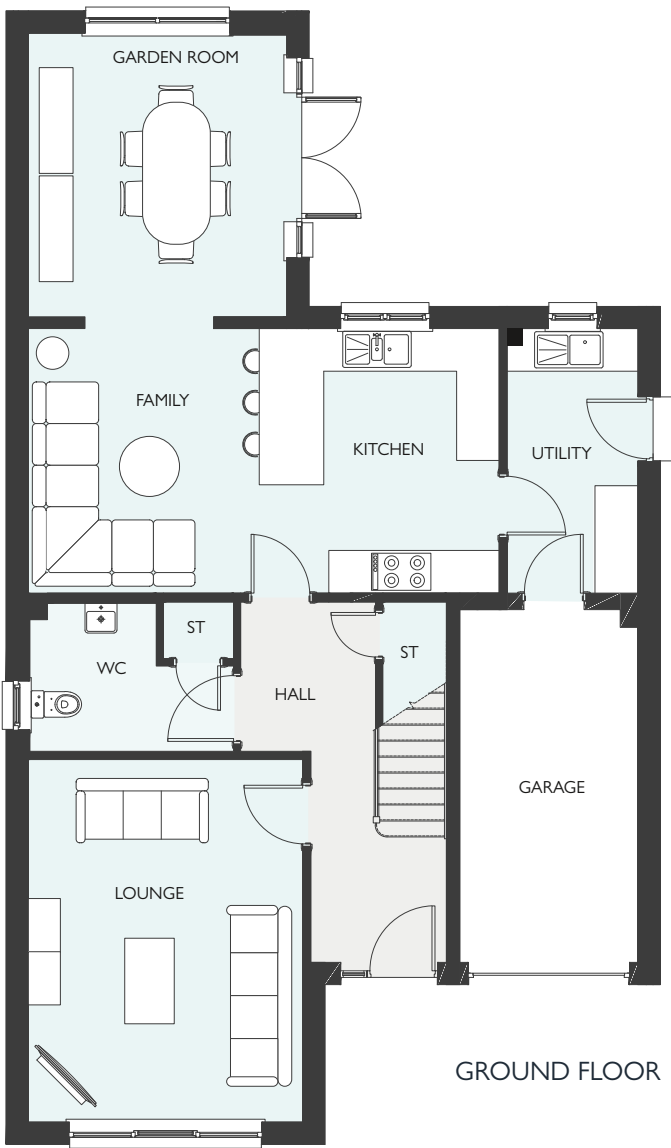 GARDEN ROOM
FAMILY
KITCHEN
UTILITY
ST
WC
ST
HALL
GARAGE
LOUNGE
GROUND FLOOR